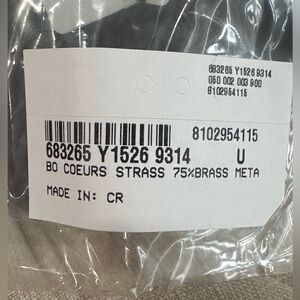 683265 Y1526 9314
060 002 003 900
8102954115
8102954115
683265 Y1526 9314 U
BO COEURS STRASS 75%BRASS META
MADE IN: CR